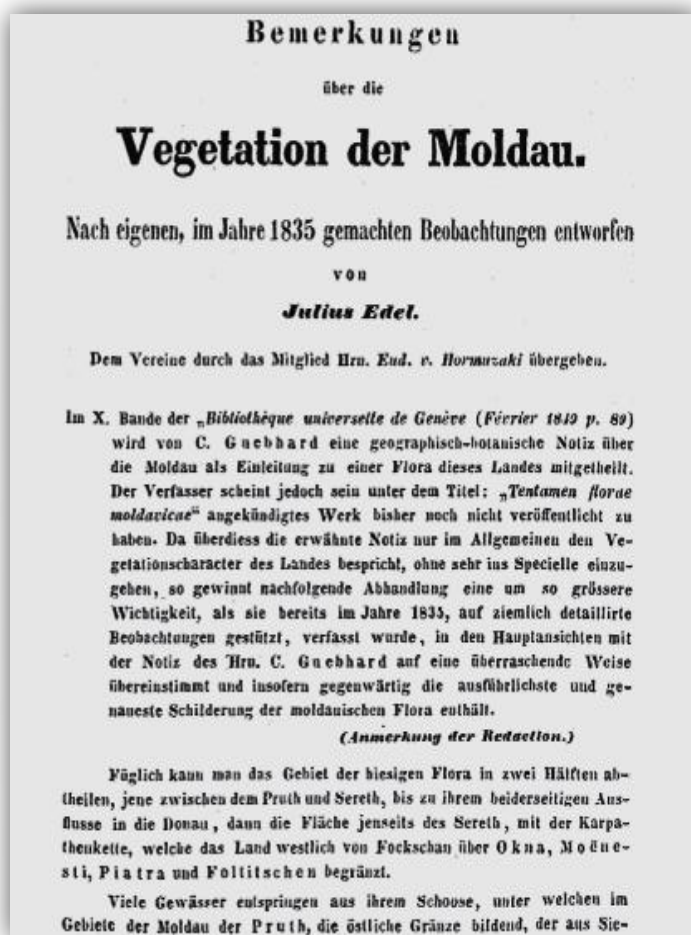 Bemerkungen
über die
Vegetation der Moldau.
Nach eigenen, im Jahre 1835 gemachten Beobachtungen entworfen
von
Julius Edel.
Dem Vereine durch das Mitglied Hrn. Eud. v. Hormuzaki übergeben.
Im X. Bande der „Bibliothèque universelle de Genève (Février 1849 p. 89)
wird von C. Guebhard eine geographisch-botanische Notiz über
die Moldau als Einleitung zu einer Flora dieses Landes mitgetheilt.
Der Verfasser scheint jedoch sein unter dem Titel: „Tentamen florae
moldavicae“ angekündigtes Werk bisher noch nicht veröffentlicht zu
haben. Da überdiess die erwähnte Notiz nur im Allgemeinen den Ve-
getationscharacter des Landes bespricht, ohne sehr ins Specielle einzu-
gehen, so gewinnt nachfolgende Abhandlung eine um so grössere
Wichtigkeit, als sie bereits im Jahre 1835, auf ziemlich detaillirte
Beobachtungen gestützt, verfasst wurde, in den Hauptansichten mit
der Notiz des Hrn. C. Guebhard auf eine überraschende Weise
übereinstimmt und insofern gegenwärtig die ausführlichste und ge-
naueste Schilderung der moldauischen Flora enthält.
(Anmerkung der Redaction.)
Füglich kann man das Gebiet der hiesigen Flora in zwei Hälften ab-
theilen, jene zwischen dem Pruth und Sereth, bis zu ihrem beiderseitigen Aus-
flusse in die Donau, dann die Fläche jenseits des Sereth, mit der Karpa-
thenkette, welche das Land westlich von Fockschan über Okna, Moēne-
sti, Piatra und Foltitschen begränzt.
Viele Gewässer entspringen aus ihrem Schoose, unter welchen im
Gebiete der Moldau der Pruth, die östliche Gränze bildend, der aus Sie-